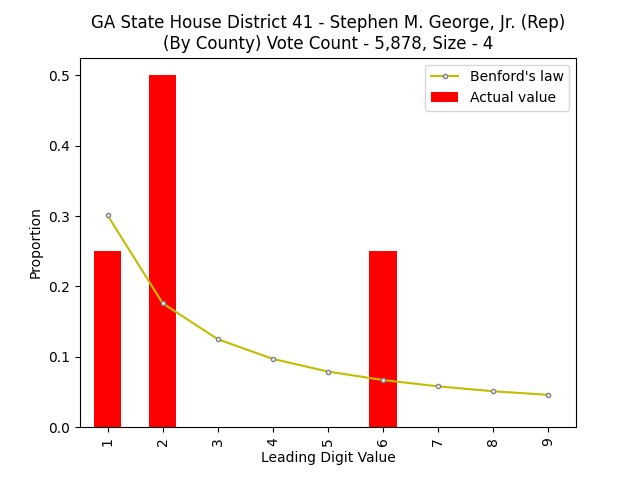 GA State House District 41 - Stephen M. George, Jr. (Rep)
(By County) Vote Count - 5,878, Size - 4
Benford's law
Actual value
0.5
0.4
0.3
0.2
0.1
0.0
Proportion
1 2 3 4 5 6 7 8 9
Leading Digit Value